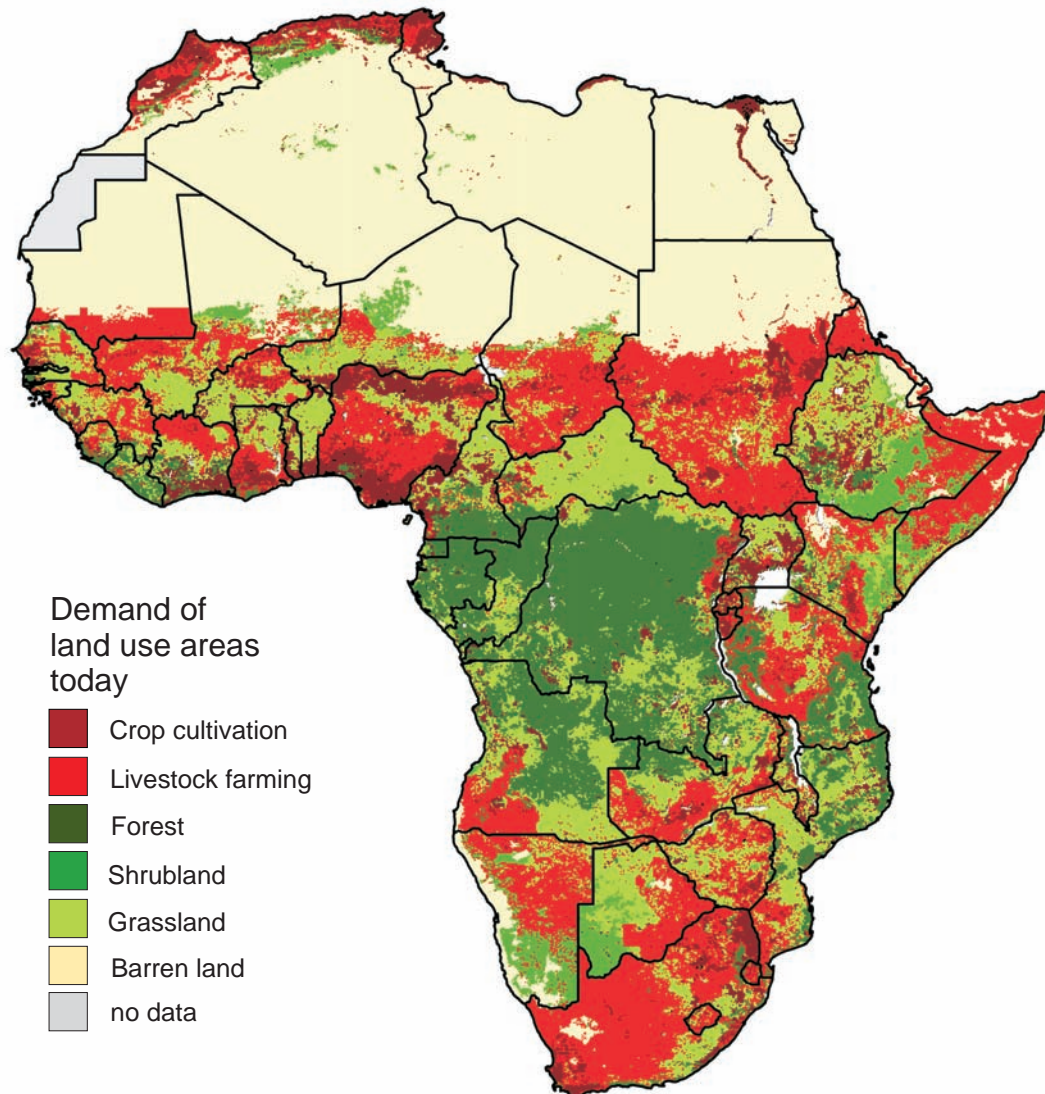 Demand of
land use areas
today
Crop cultivation
Livestock farming
Forest
Shrubland
Grassland
Barren land
no data